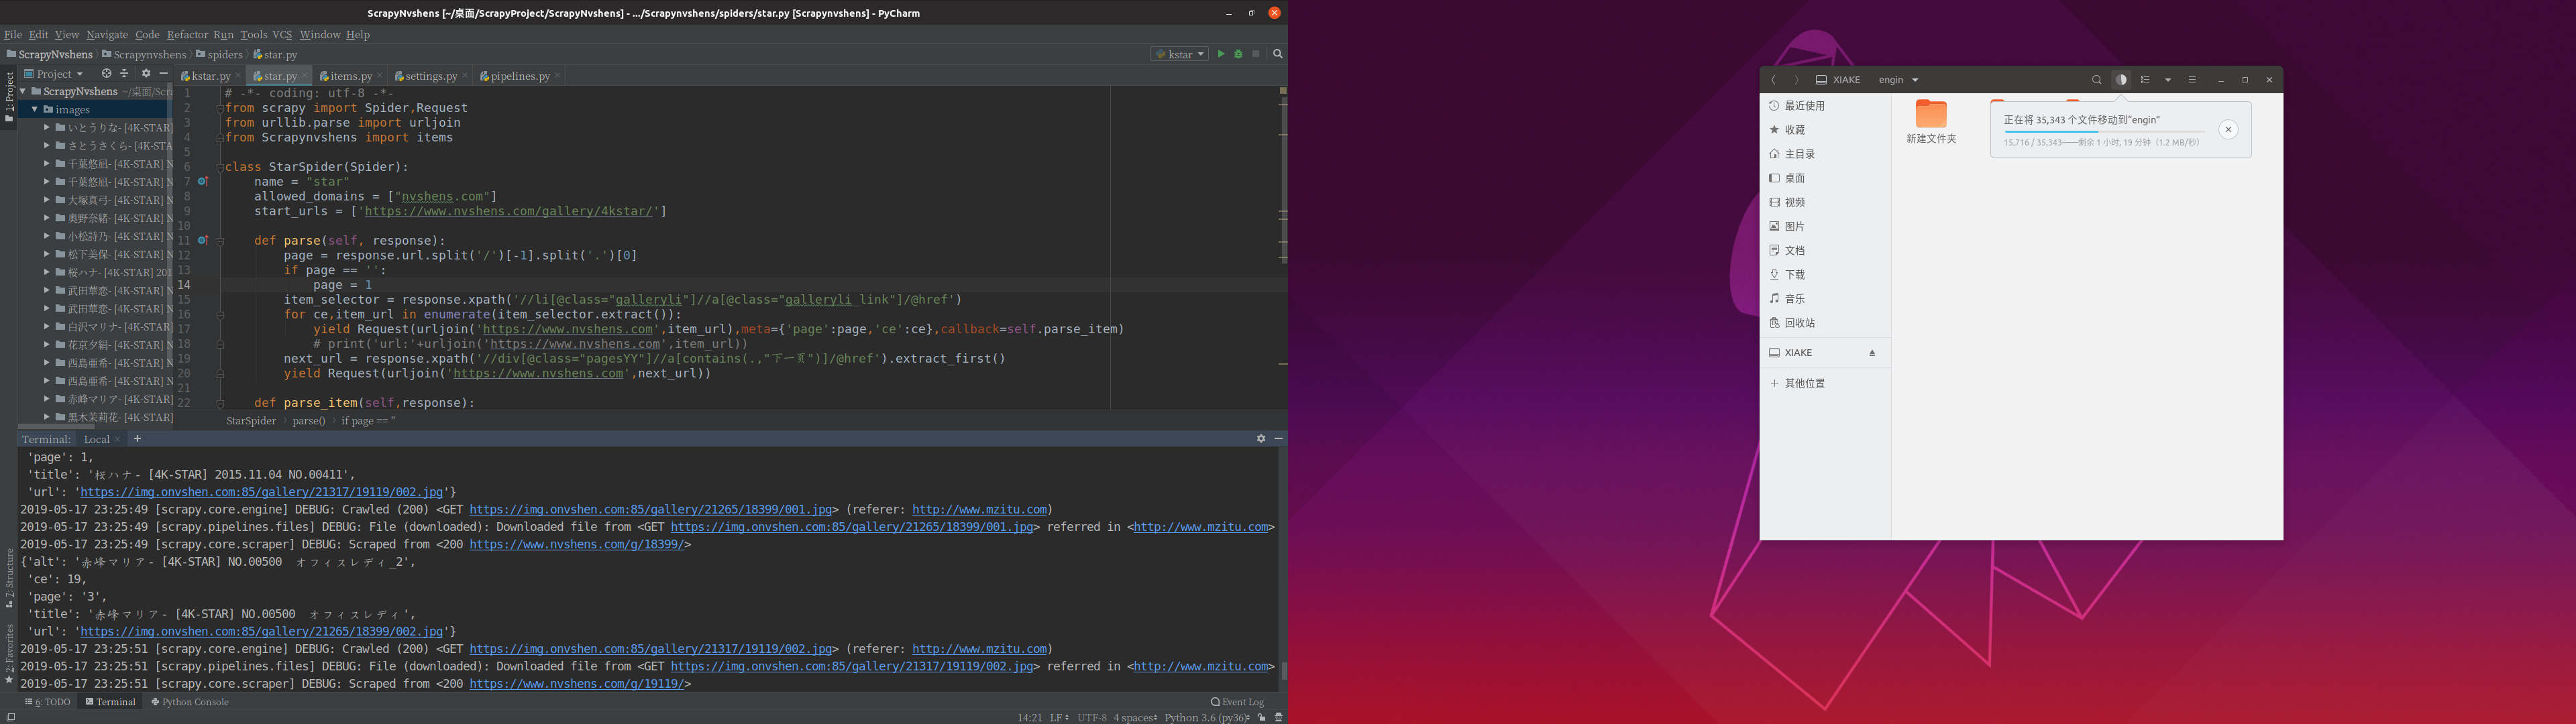 ScrapyNvshens [~/桌面/ScrapyProject/ScrapyNvshens] - .../Scrapynvshens/spiders/star.py [Scrapynvshens] - PyCharm
File Edit View Navigate Code Refactor Run Tools VCS Window Help
ScrapyNvshens Scrapynvshens spiders star.py
kstar
Project
kstar.py star.py items.py settings.py pipelines.py
1: Project
ScrapyNvshens ~/桌面/Scr
images
いとうりな- [4K-STAR]
さとうさくら- [4K-STA
千葉悠凪- [4K-STAR] N
千葉悠凪- [4K-STAR] N
大塚真弓- [4K-STAR] N
奥野奈緒- [4K-STAR] N
小松詩乃- [4K-STAR] N
松下美保- [4K-STAR] N
桜ハナ- [4K-STAR] 201
武田華恋- [4K-STAR] N
武田華恋- [4K-STAR] N
白沢マリナ- [4K-STAR]
花京夕絹- [4K-STAR] N
西島亜希- [4K-STAR] N
西島亜希- [4K-STAR] N
赤峰マリア- [4K-STAR]
黒木茉莉花- [4K-STAR]
1 # -*- coding: utf-8 -*-
2 from scrapy import Spider,Request
3 from urllib.parse import urljoin
4 from Scrapynvshens import items
5
6 class StarSpider(Spider):
7 name = "star"
8 allowed_domains = ["nvshens.com"]
9 start_urls = ['https://www.nvshens.com/gallery/4kstar/']
10
11 def parse(self, response):
12 page = response.url.split('/')[-1].split('.')[0]
13 if page == '':
14 page = 1
15 item_selector = response.xpath('//li[@class="galleryli"]//a[@class="galleryli_link"]/@href')
16 for ce,item_url in enumerate(item_selector.extract()):
17 yield Request(urljoin('https://www.nvshens.com',item_url),meta={'page':page,'ce':ce},callback=self.parse_item)
18 # print('url:'+urljoin('https://www.nvshens.com',item_url))
19 next_url = response.xpath('//div[@class="pagesYY"]//a[contains(.,"下一页")]/@href').extract_first()
20 yield Request(urljoin('https://www.nvshens.com',next_url))
21
22 def parse_item(self,response):
StarSpider parse() if page == ''
Terminal: Local +
'page': 1,
'title': '桜ハナ- [4K-STAR] 2015.11.04 NO.00411',
'url': 'https://img.onvshen.com:85/gallery/21317/19119/002.jpg'}
2019-05-17 23:25:49 [scrapy.core.engine] DEBUG: Crawled (200) <GET https://img.onvshen.com:85/gallery/21265/18399/001.jpg> (referer: http://www.mzitu.com)
2019-05-17 23:25:49 [scrapy.pipelines.files] DEBUG: File (downloaded): Downloaded file from <GET https://img.onvshen.com:85/gallery/21265/18399/001.jpg> referred in <http://www.mzitu.com>
2019-05-17 23:25:49 [scrapy.core.scraper] DEBUG: Scraped from <200 https://www.nvshens.com/g/18399/>
{'alt': '赤峰マリア- [4K-STAR] NO.00500 オフィスレディ_2',
'ce': 19,
'page': '3',
'title': '赤峰マリア- [4K-STAR] NO.00500 オフィスレディ',
'url': 'https://img.onvshen.com:85/gallery/21265/18399/002.jpg'}
2019-05-17 23:25:51 [scrapy.core.engine] DEBUG: Crawled (200) <GET https://img.onvshen.com:85/gallery/21317/19119/002.jpg> (referer: http://www.mzitu.com)
2019-05-17 23:25:51 [scrapy.pipelines.files] DEBUG: File (downloaded): Downloaded file from <GET https://img.onvshen.com:85/gallery/21317/19119/002.jpg> referred in <http://www.mzitu.com>
2019-05-17 23:25:51 [scrapy.core.scraper] DEBUG: Scraped from <200 https://www.nvshens.com/g/19119/>
7: Structure
2: Favorites
6: TODO Terminal Python Console Event Log
14:21 LF UTF-8 4 spaces Python 3.6 (py36)
XIAKE engin
最近使用
收藏
主目录
桌面
视频
图片
文档
下载
音乐
回收站
XIAKE
+ 其他位置
新建文件夹
正在将 35,343 个文件移动到“engin”
15,716 / 35,343——剩余 1 小时, 19 分钟（1.2 MB/秒）